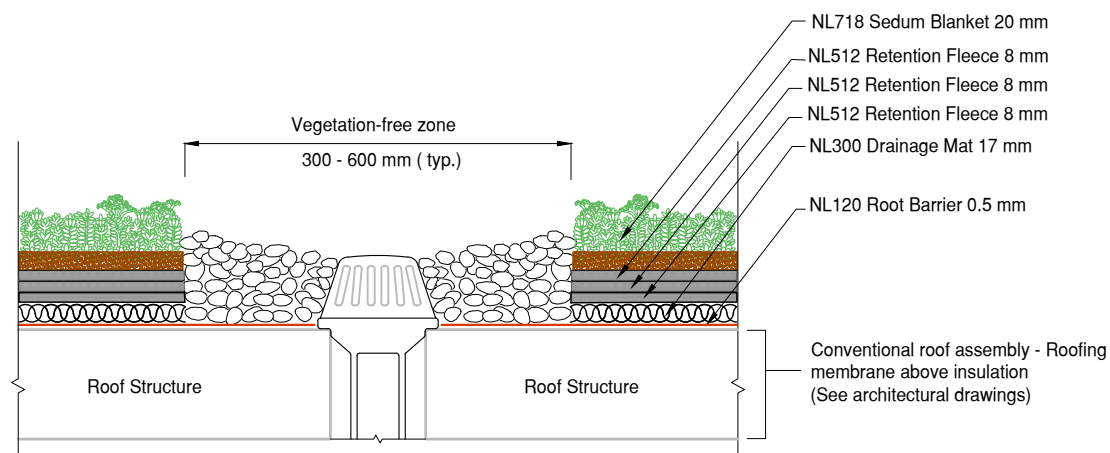 NL718 Sedum Blanket 20 mm
NL512 Retention Fleece 8 mm
NL512 Retention Fleece 8 mm
NL512 Retention Fleece 8 mm
NL300 Drainage Mat 17 mm
NL120 Root Barrier 0.5 mm
Vegetation-free zone
300 - 600 mm ( typ.)
Roof Structure
Roof Structure
Conventional roof assembly - Roofing
membrane above insulation
(See architectural drawings)